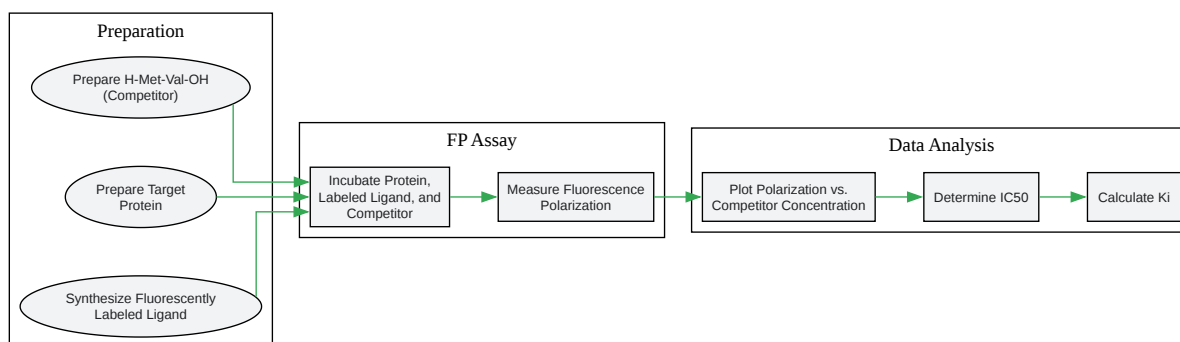 Preparation
Prepare H-Met-Val-OH
(Competitor)
Prepare Target
Protein
Synthesize Fluorescently
Labeled Ligand
FP Assay
Incubate Protein,
Labeled Ligand, and
Competitor
Measure Fluorescence
Polarization
Data Analysis
Plot Polarization vs.
Competitor Concentration
Determine IC50
Calculate Ki